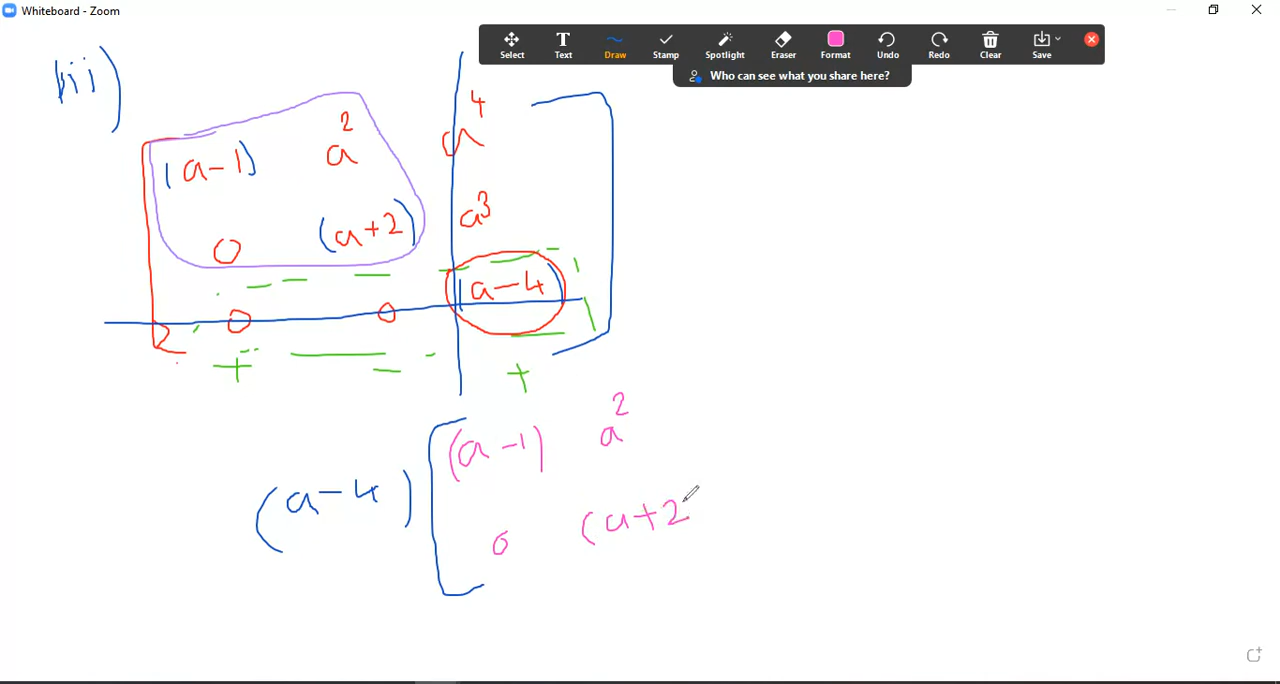 Whiteboard - Zoom
Select Text Draw Stamp Spotlight Eraser Format Undo Redo Clear Save
Who can see what you share here?
iii)
(a-1) a² a⁴
0 (a+2) a³
0 0 (a-4)
- - - - -
+ - +
(a-4) [ (a-1) a²
0 (a+2